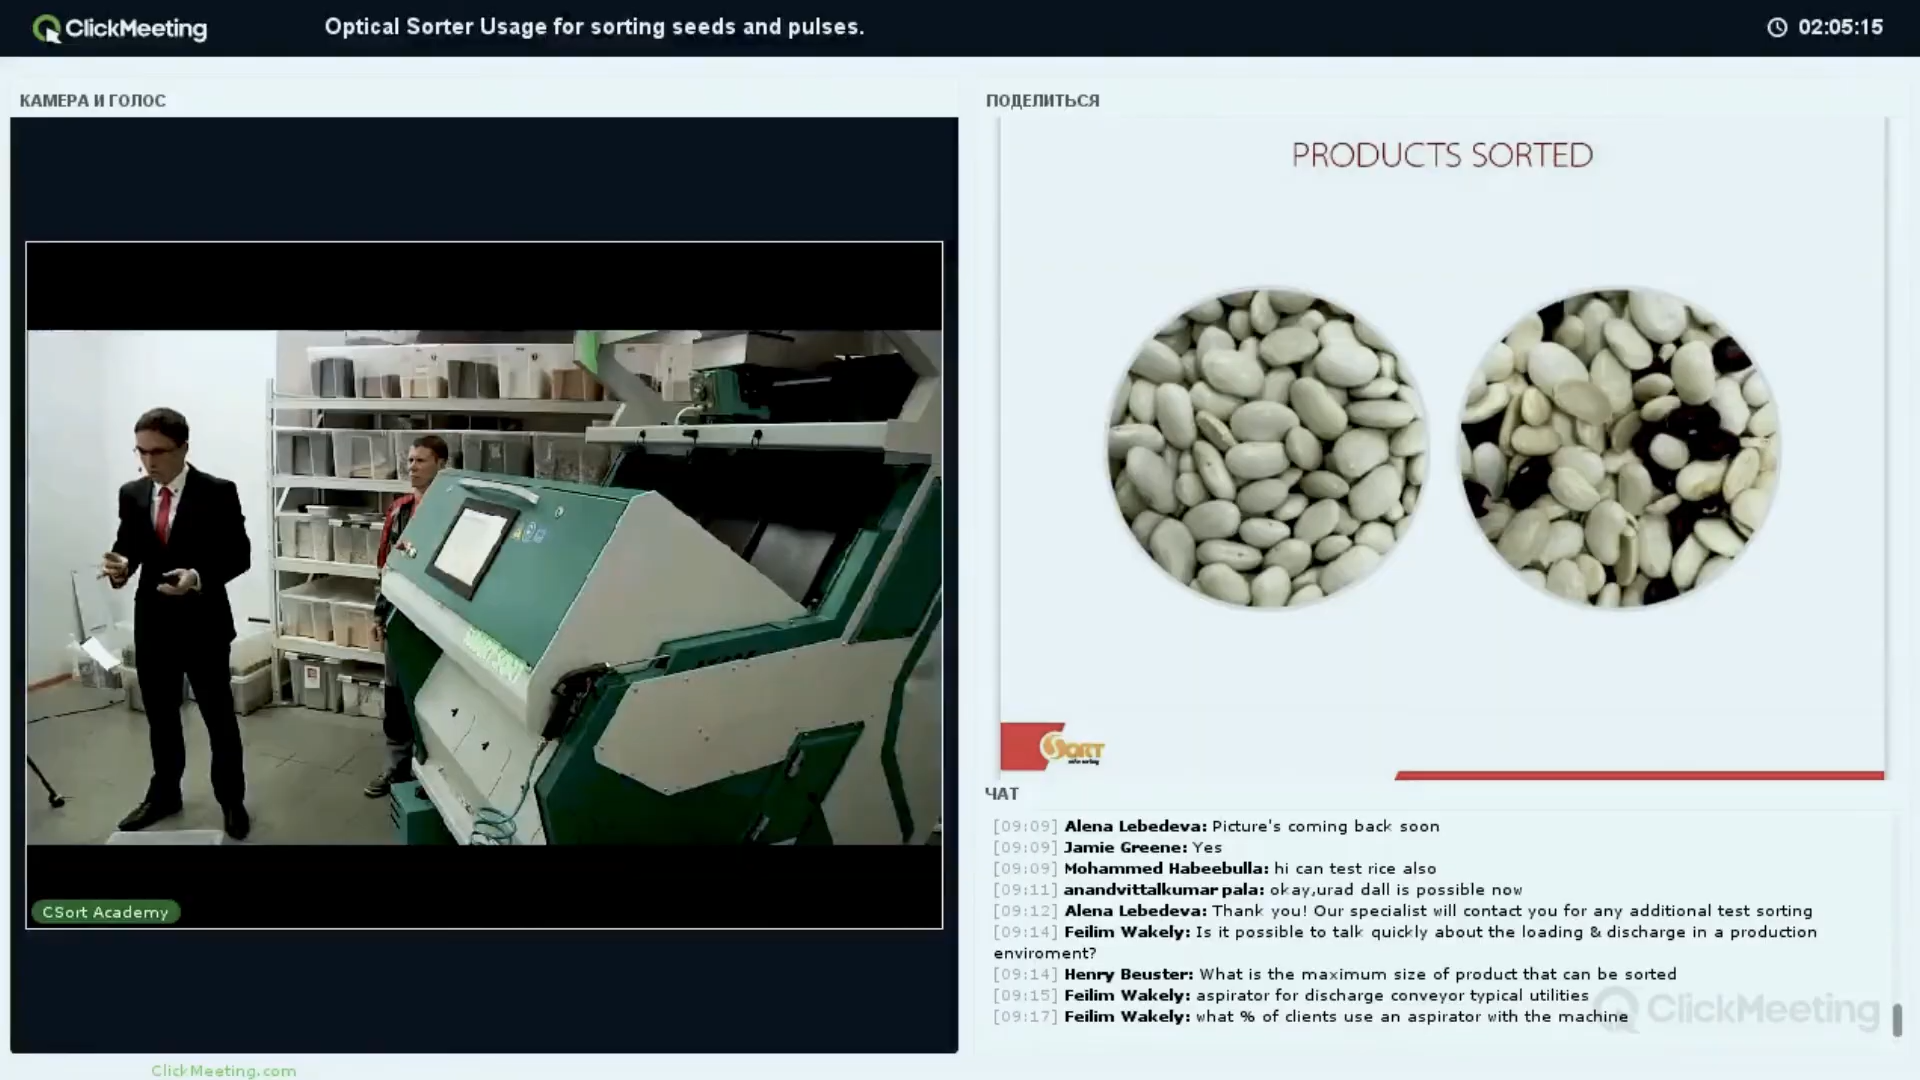 ClickMeeting
Optical Sorter Usage for sorting seeds and pulses.
02:05:15
КАМЕРА И ГОЛОС
ПОДЕЛИТЬСЯ
PRODUCTS SORTED
CSort Academy
SORT
ЧАТ
[09:09] Alena Lebedeva: Picture's coming back soon
[09:09] Jamie Greene: Yes
[09:09] Mohammed Habeebulla: hi can test rice also
[09:11] anandvittalkumar pala: okay,urad dall is possible now
[09:12] Alena Lebedeva: Thank you! Our specialist will contact you for any additional test sorting
[09:14] Feilim Wakely: Is it possible to talk quickly about the loading & discharge in a production
enviroment?
[09:14] Henry Beuster: What is the maximum size of product that can be sorted
[09:15] Feilim Wakely: aspirator for discharge conveyor typical utilities
[09:17] Feilim Wakely: what % of clients use an aspirator with the machine
ClickMeeting
ClickMeeting.com